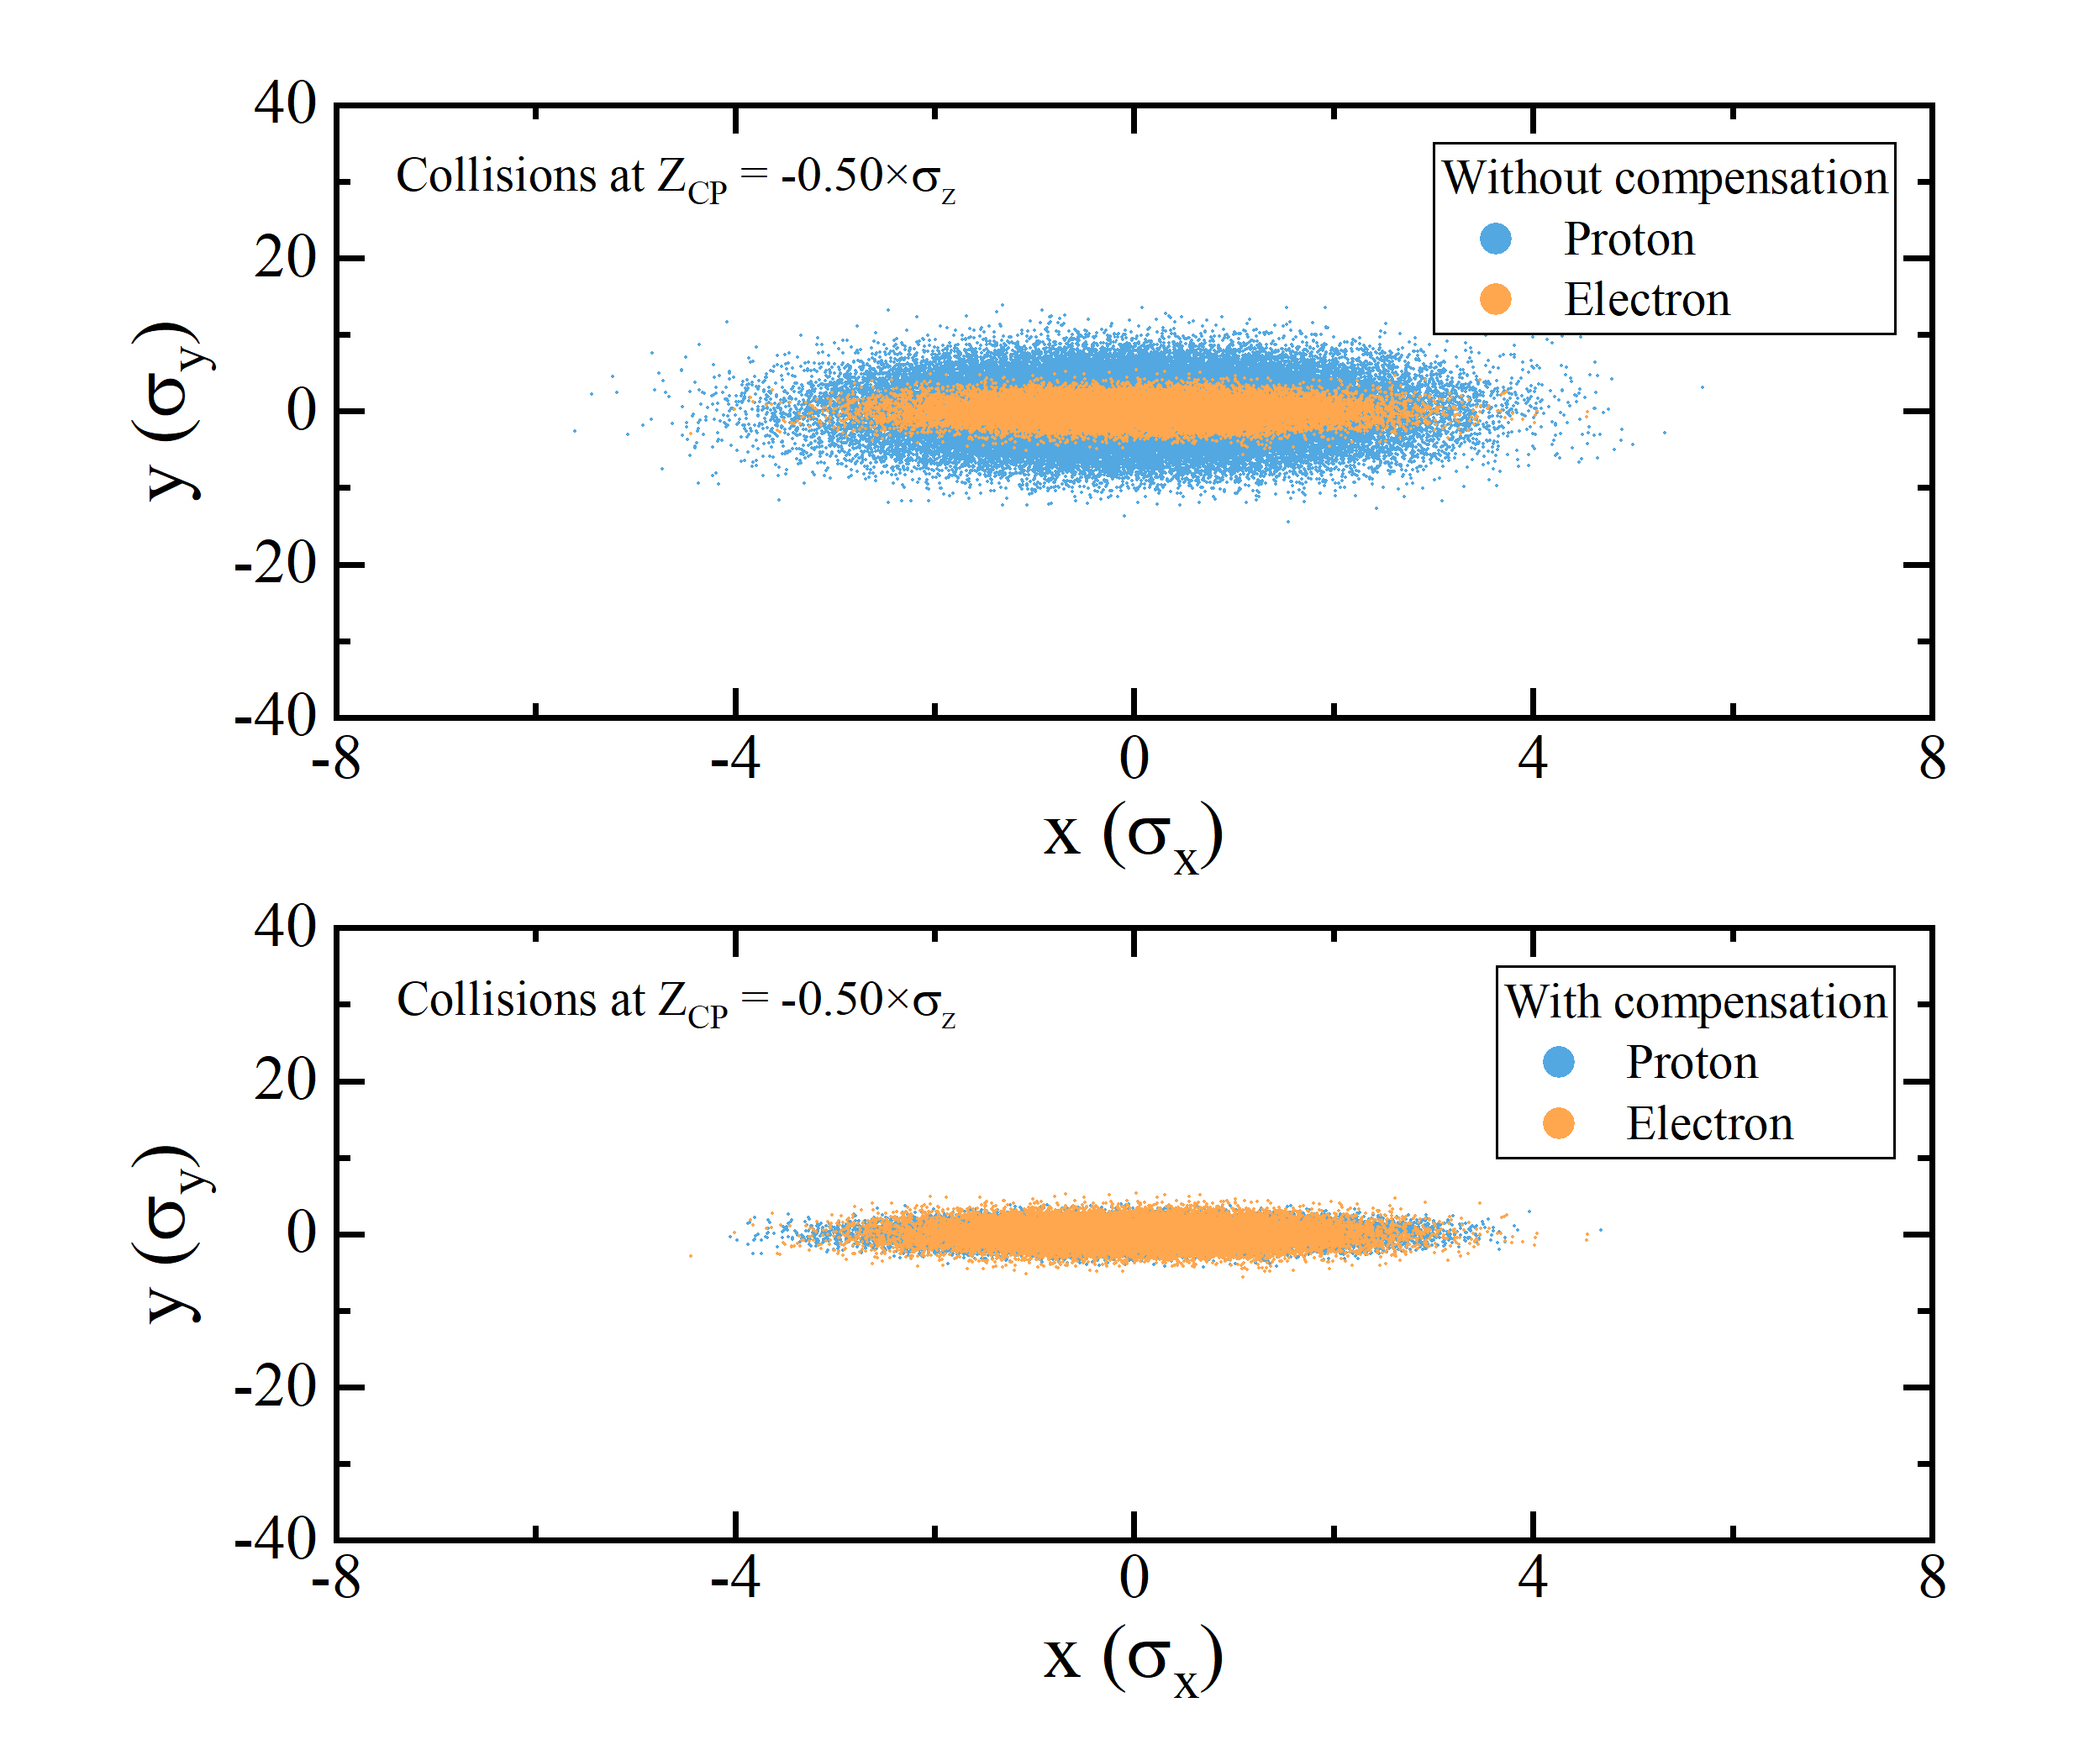 40
Collisions at Z_CP = -0.50×σ_z
Without compensation
Proton
Electron
20
0
-20
-40
y (σ_y)
-8
-4
0
4
8
x (σ_x)
40
Collisions at Z_CP = -0.50×σ_z
With compensation
Proton
Electron
20
0
-20
-40
y (σ_y)
-8
-4
0
4
8
x (σ_x)